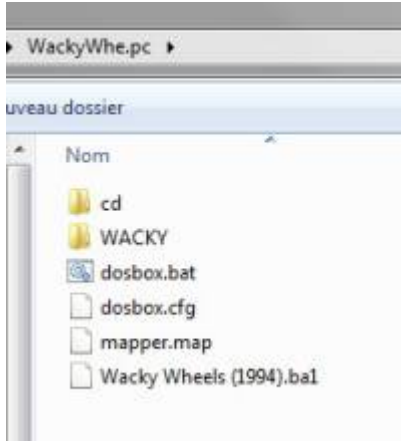 WackyWhe.pc
uveau dossier
Nom
cd
WACKY
dosbox.bat
dosbox.cfg
mapper.map
Wacky Wheels (1994).ba1